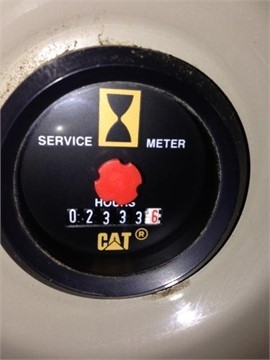 SERVICE METER
HOURS
023336
CAT ®